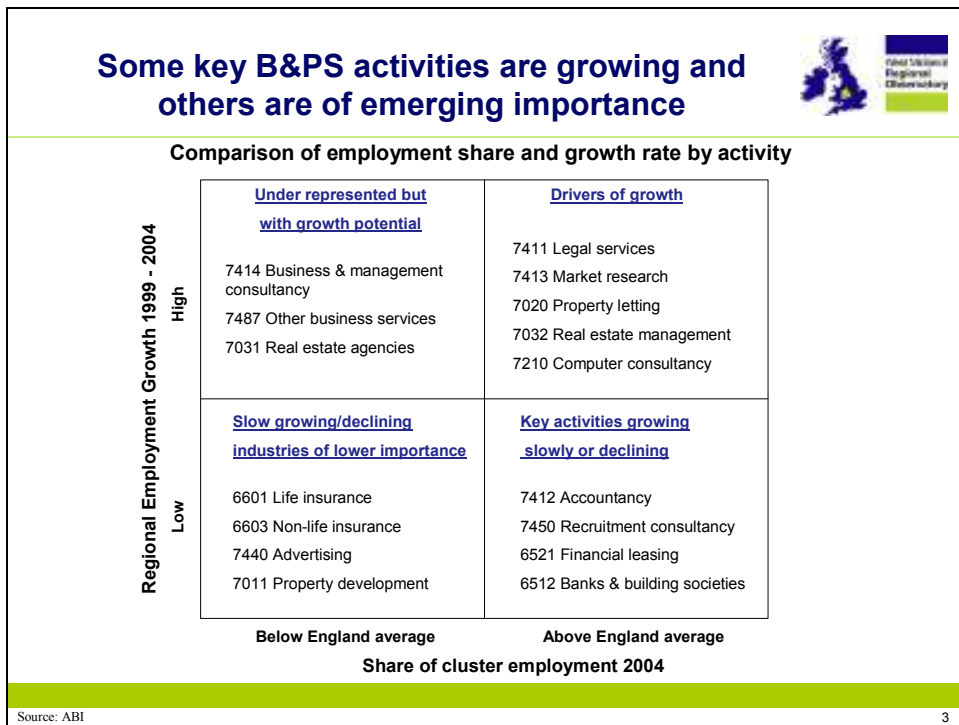 Some key B&PS activities are growing and
others are of emerging importance
West Midlands
Regional
Observatory
Comparison of employment share and growth rate by activity
Regional Employment Growth 1999 - 2004
High
Low
Under represented but
with growth potential
7414 Business & management
consultancy
7487 Other business services
7031 Real estate agencies
Drivers of growth
7411 Legal services
7413 Market research
7020 Property letting
7032 Real estate management
7210 Computer consultancy
Slow growing/declining
industries of lower importance
6601 Life insurance
6603 Non-life insurance
7440 Advertising
7011 Property development
Key activities growing
slowly or declining
7412 Accountancy
7450 Recruitment consultancy
6521 Financial leasing
6512 Banks & building societies
Below England average
Above England average
Share of cluster employment 2004
Source: ABI
3